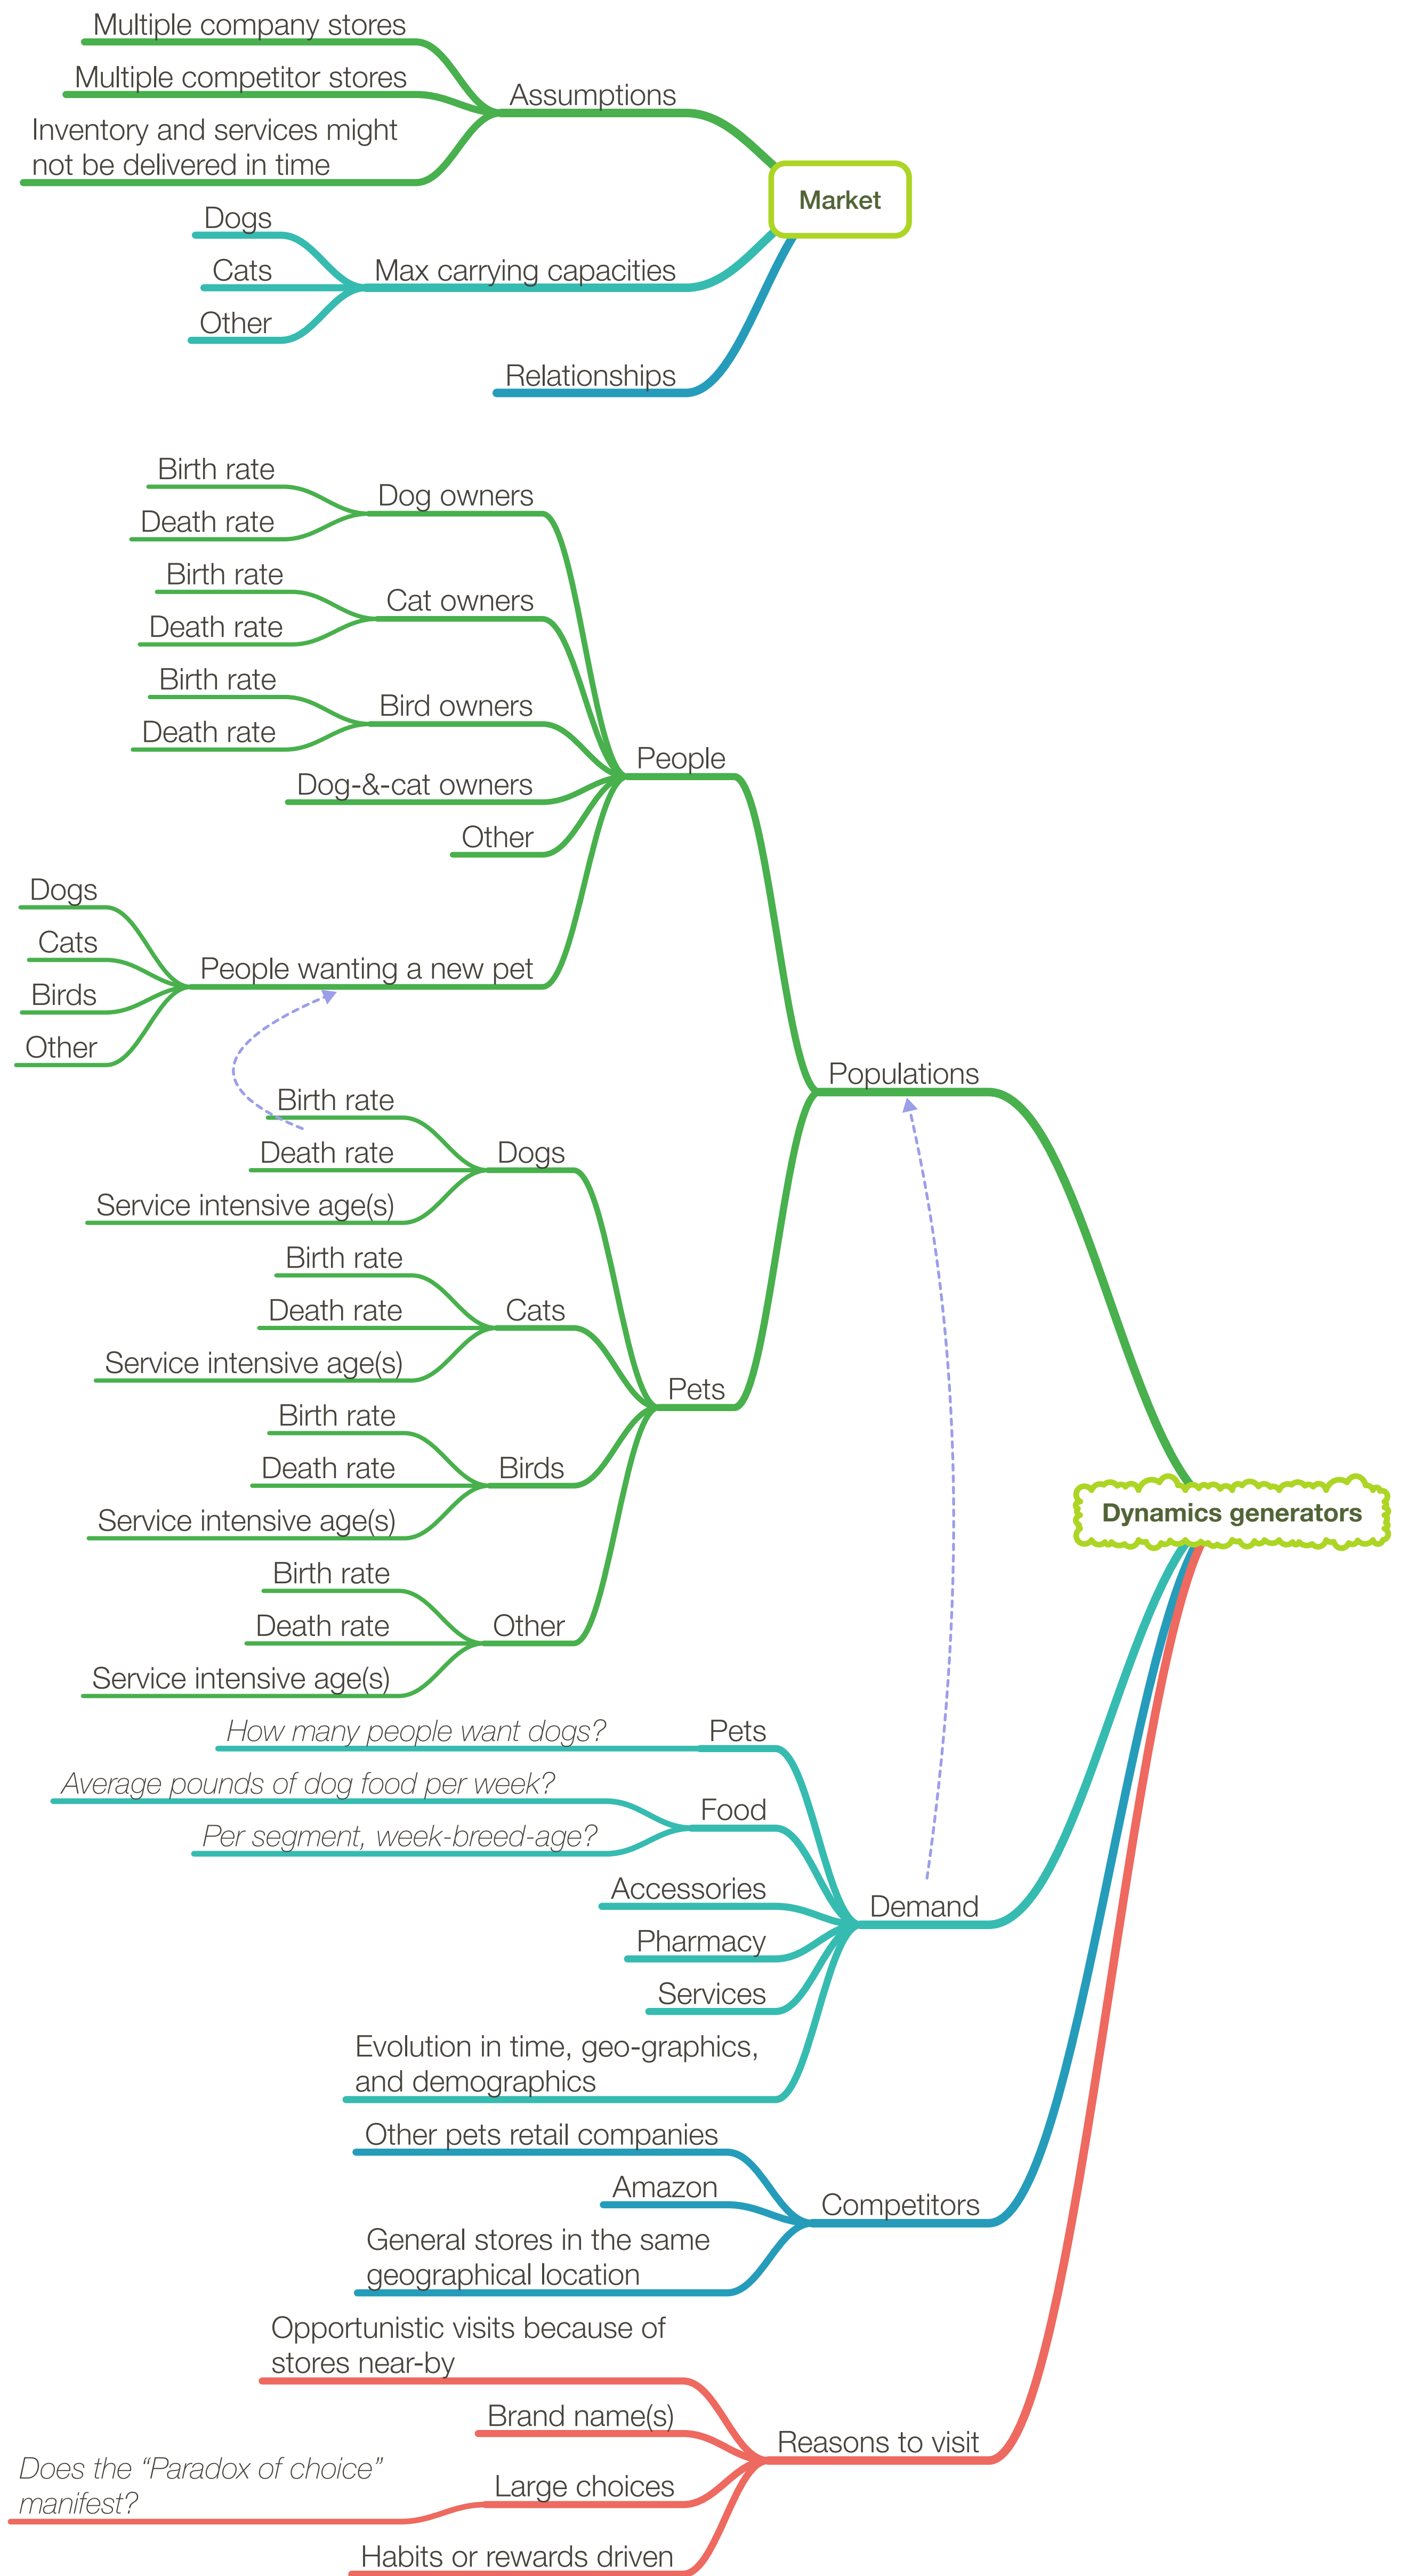 Multiple company stores
Multiple competitor stores
Assumptions
Inventory and services might
not be delivered in time
Market
Dogs
Cats
Max carrying capacities
Other
Relationships
Birth rate
Dog owners
Death rate
Birth rate
Cat owners
Death rate
Birth rate
Bird owners
Death rate
People
Dog-&-cat owners
Other
Dogs
Cats
People wanting a new pet
Birds
Other
Populations
Birth rate
Death rate
Dogs
Service intensive age(s)
Birth rate
Death rate
Cats
Service intensive age(s)
Pets
Birth rate
Death rate
Birds
Service intensive age(s)
Dynamics generators
Birth rate
Death rate
Other
Service intensive age(s)
How many people want dogs?
Pets
Average pounds of dog food per week?
Food
Per segment, week-breed-age?
Accessories
Demand
Pharmacy
Services
Evolution in time, geo-graphics,
and demographics
Other pets retail companies
Amazon
Competitors
General stores in the same
geographical location
Opportunistic visits because of
stores near-by
Brand name(s)
Reasons to visit
Does the “Paradox of choice”
manifest?
Large choices
Habits or rewards driven